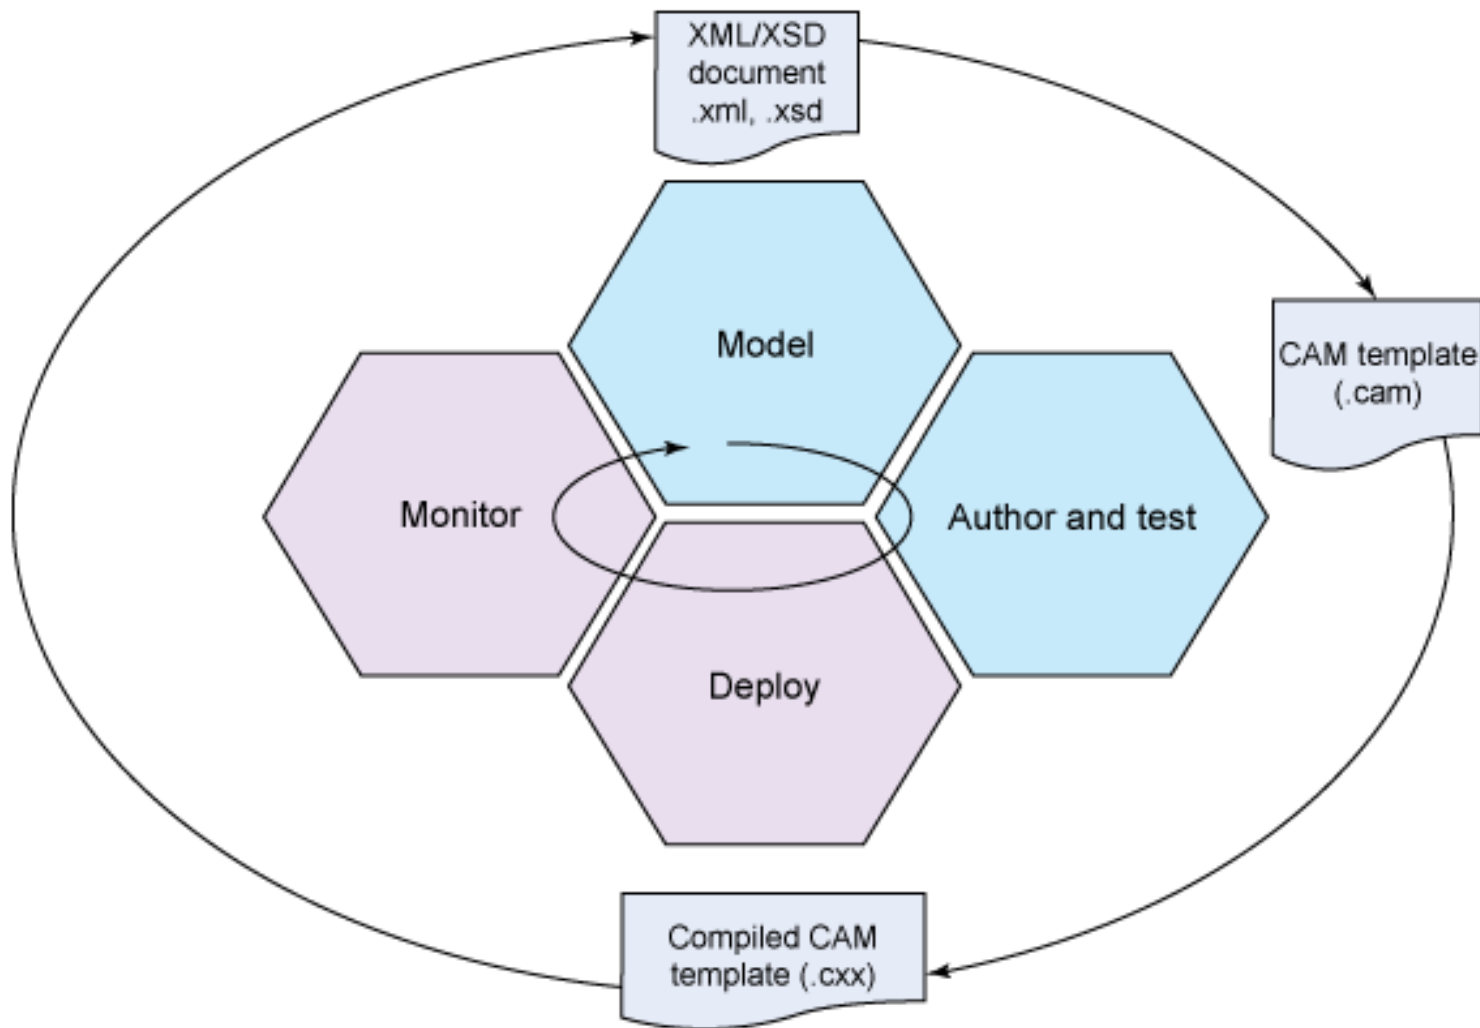 XML/XSD
document
.xml, .xsd
Model
CAM template
(.cam)
Monitor
Author and test
Deploy
Compiled CAM
template (.cxx)